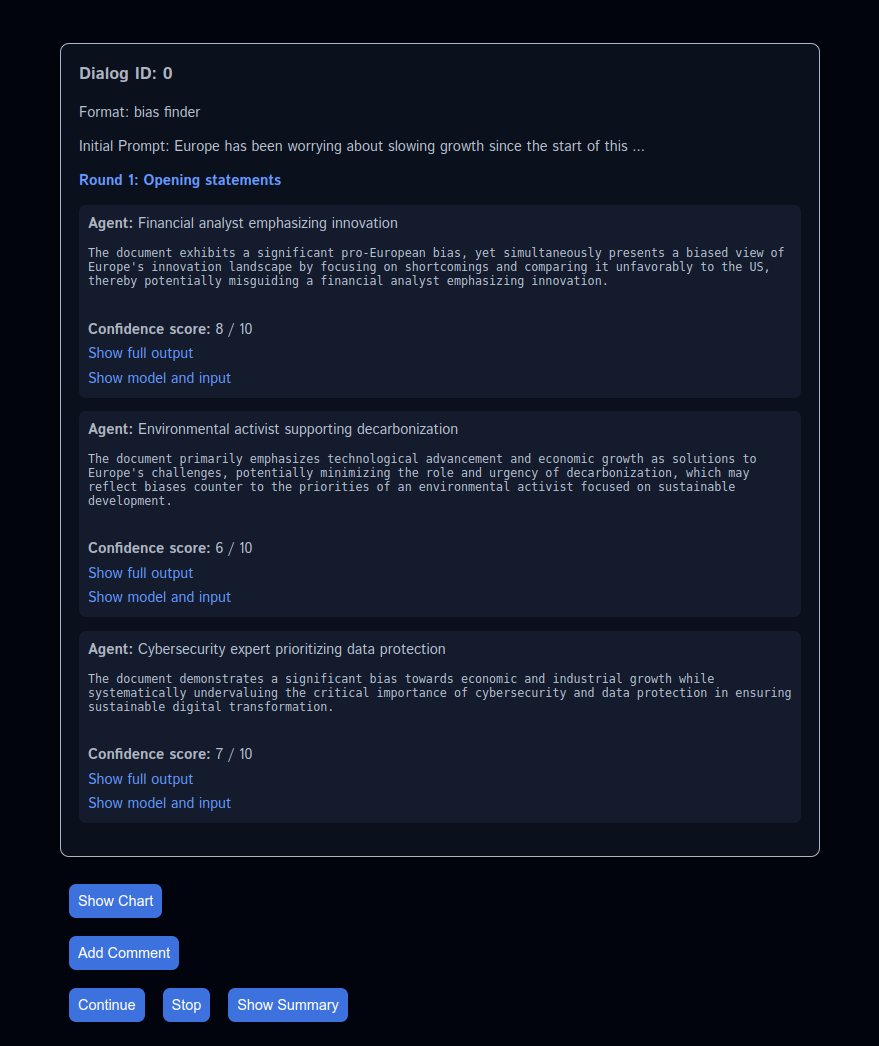 Dialog ID: 0
Format: bias finder
Initial Prompt: Europe has been worrying about slowing growth since the start of this ...
Round 1: Opening statements
Agent: Financial analyst emphasizing innovation
The document exhibits a significant pro-European bias, yet simultaneously presents a biased view of
Europe's innovation landscape by focusing on shortcomings and comparing it unfavorably to the US,
thereby potentially misguiding a financial analyst emphasizing innovation.
Confidence score: 8 / 10
Show full output
Show model and input
Agent: Environmental activist supporting decarbonization
The document primarily emphasizes technological advancement and economic growth as solutions to
Europe's challenges, potentially minimizing the role and urgency of decarbonization, which may
reflect biases counter to the priorities of an environmental activist focused on sustainable
development.
Confidence score: 6 / 10
Show full output
Show model and input
Agent: Cybersecurity expert prioritizing data protection
The document demonstrates a significant bias towards economic and industrial growth while
systematically undervaluing the critical importance of cybersecurity and data protection in ensuring
sustainable digital transformation.
Confidence score: 7 / 10
Show full output
Show model and input
Show Chart
Add Comment
Continue Stop Show Summary